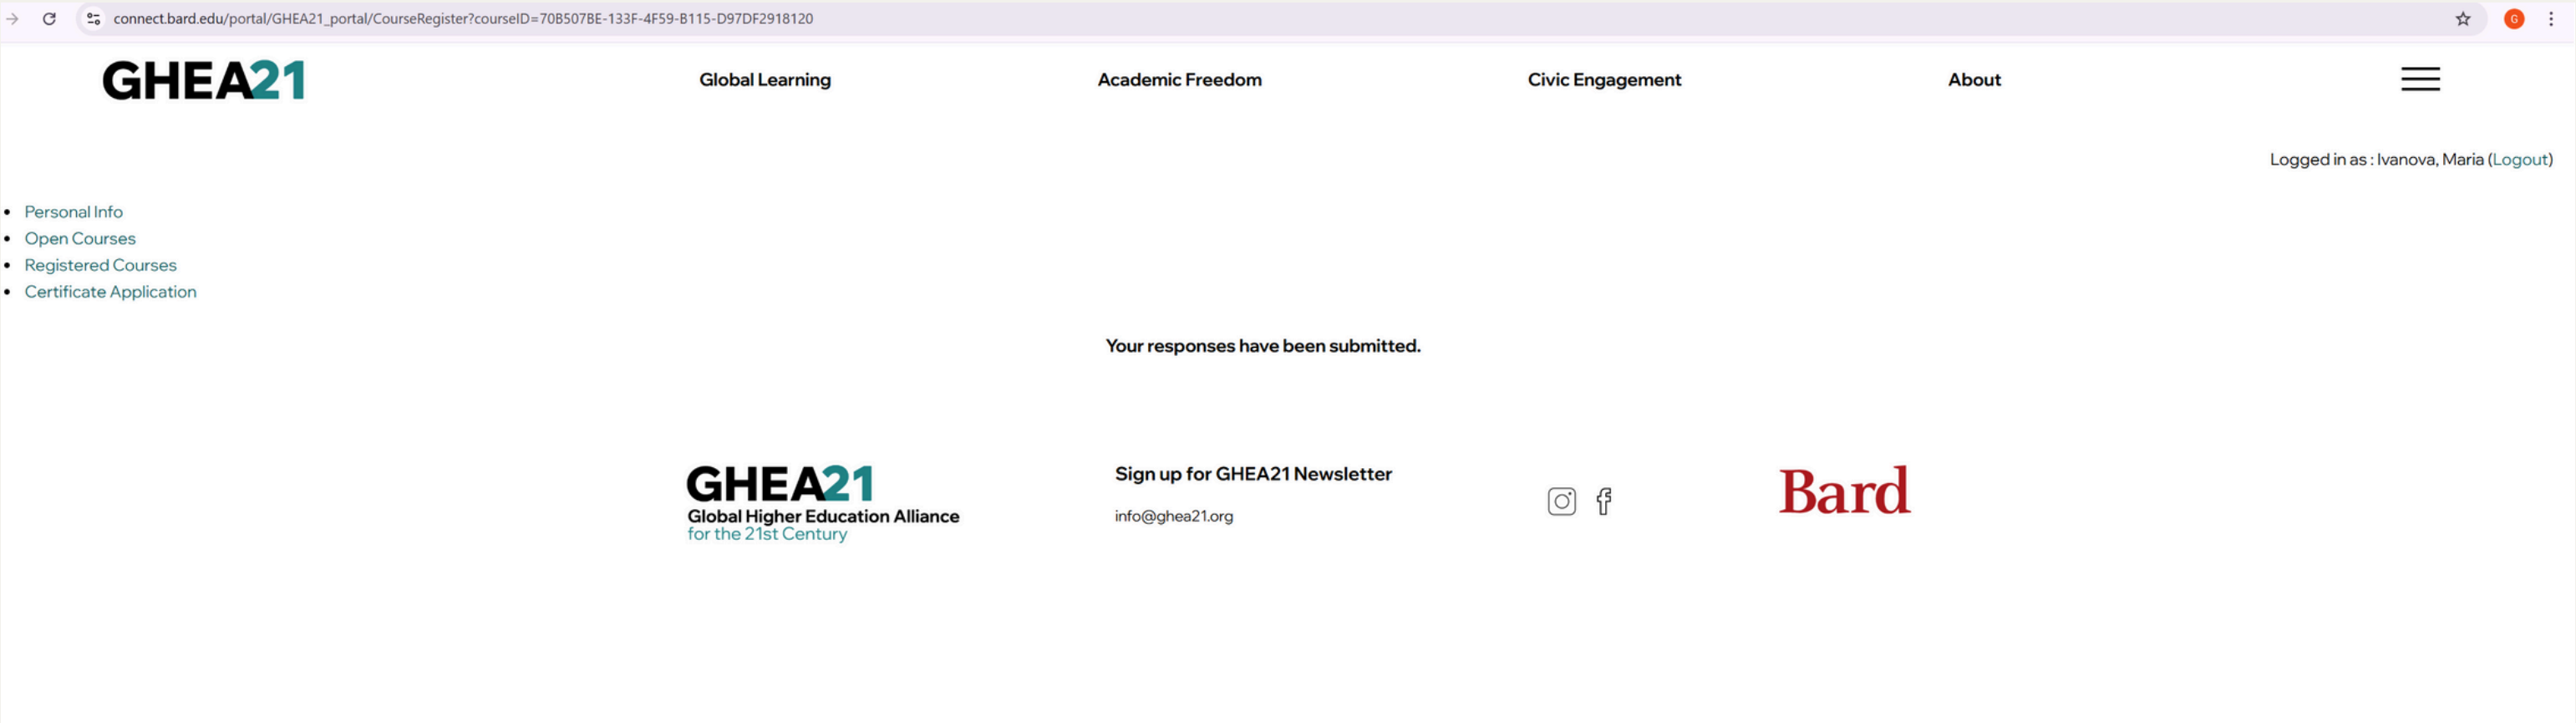 connect.bard.edu/portal/GHEA21_portal/CourseRegister?courseID=70B507BE-133F-4F59-B115-D97DF2918120
G
GHEA21
Global Learning
Academic Freedom
Civic Engagement
About
Logged in as : Ivanova, Maria (Logout)
Personal Info
Open Courses
Registered Courses
Certificate Application
Your responses have been submitted.
GHEA21
Global Higher Education Alliance
for the 21st Century
Sign up for GHEA21 Newsletter
info@ghea21.org
Bard